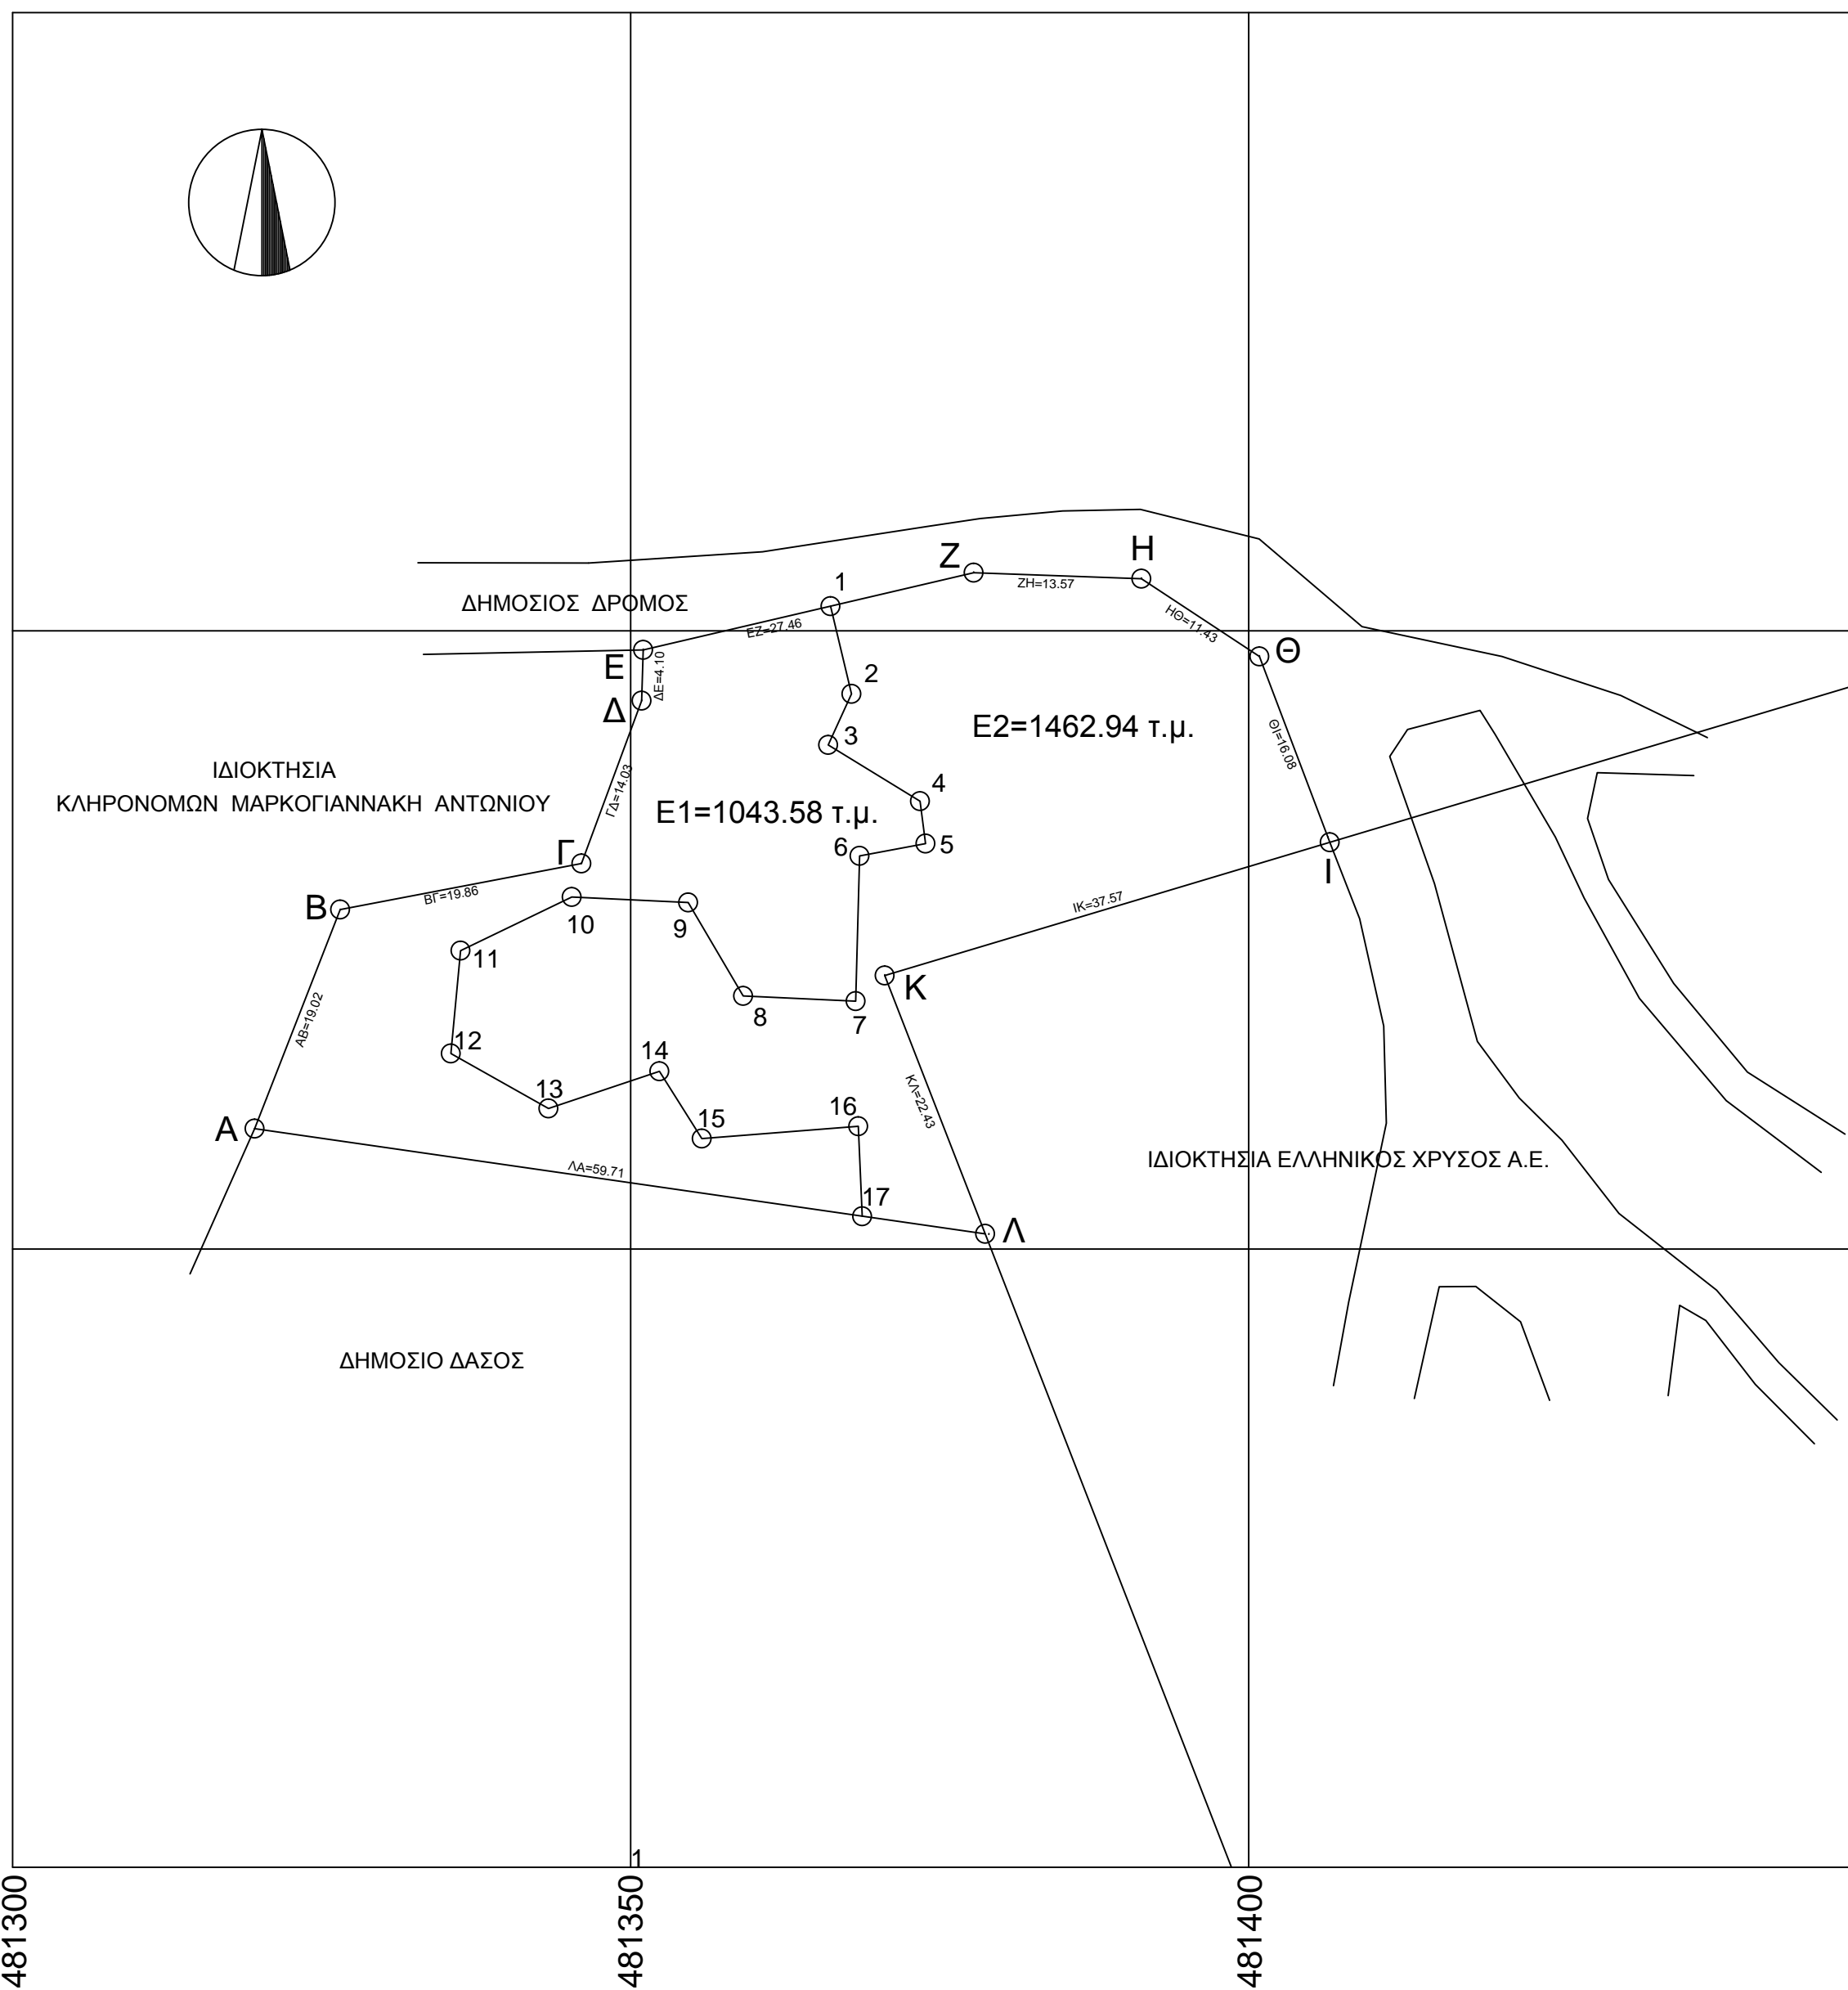 Η
Ζ
ΖΗ=13.57
1
ΔΗΜΟΣΙΟΣ ΔΡΟΜΟΣ
ΕΖ=27.46
ΗΘ=11.43
Θ
Ε
ΔΕ=4.10
2
Δ
3
Ε2=1462.94 τ.μ.
ΘΙ=16.08
ΙΔΙΟΚΤΗΣΙΑ
ΚΛΗΡΟΝΟΜΩΝ ΜΑΡΚΟΓΙΑΝΝΑΚΗ ΑΝΤΩΝΙΟΥ
ΓΔ=14.03
4
Ε1=1043.58 τ.μ.
Γ
6
5
Ι
Β
ΒΓ=19.86
ΙΚ=37.57
10
9
11
Κ
8
7
ΑΒ=19.02
12
14
13
ΚΛ=22.43
16
15
Α
ΛΑ=59.71
ΙΔΙΟΚΤΗΣΙΑ ΕΛΛΗΝΙΚΟΣ ΧΡΥΣΟΣ Α.Ε.
17
Λ
ΔΗΜΟΣΙΟ ΔΑΣΟΣ
1
481300
481350
481400